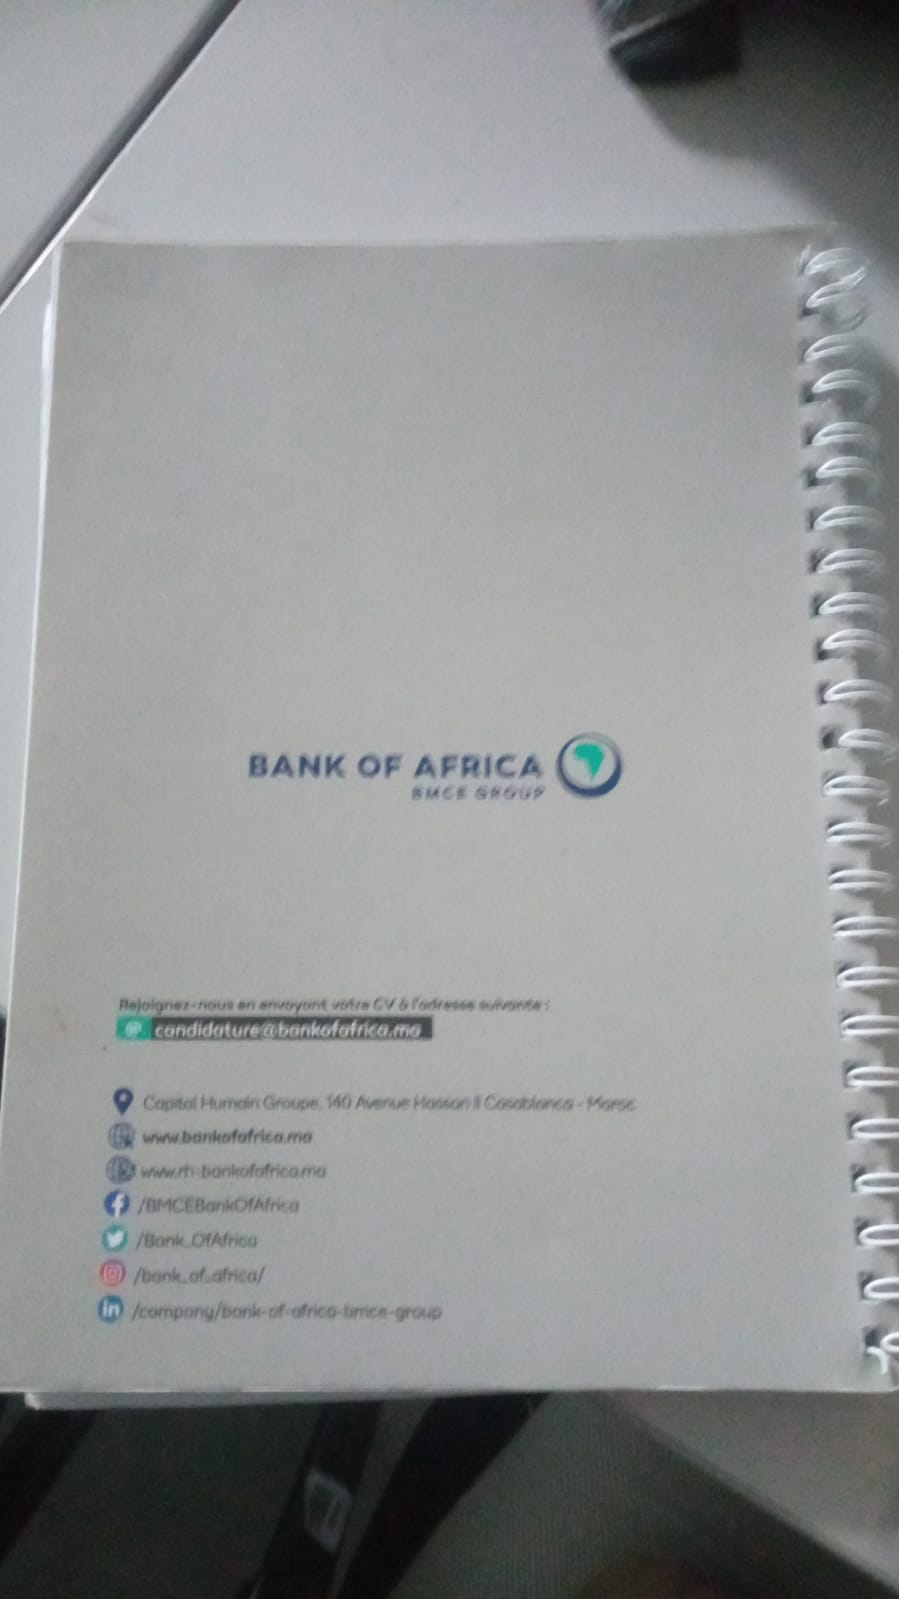 BANK OF AFRICA
BMCE GROUP
Rejoignez-nous en envoyant votre CV à l'adresse suivante :
@ candidature@bankofafrica.ma
Capital Humain Groupe, 140 Avenue Hassan II Casablanca - Maroc
www.bankofafrica.ma
www.rh-bankofafrica.ma
/BMCEBankOfAfrica
/Bank_OfAfrica
/bank_of_africa/
/company/bank-of-africa-bmce-group